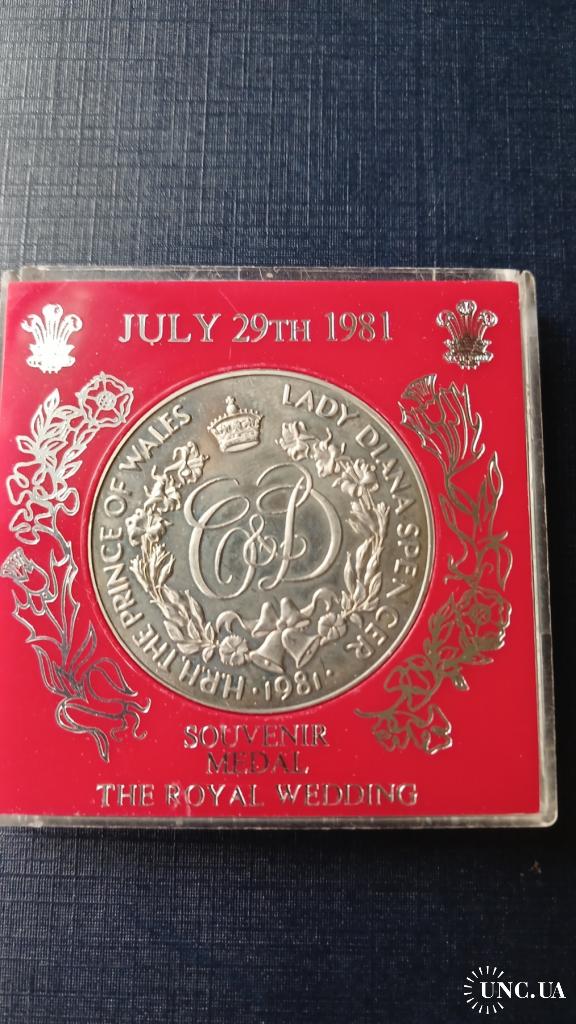 JULY 29TH 1981
H.R.H. THE PRINCE OF WALES
LADY DIANA SPENCER
C&D
·1981·
SOUVENIR
MEDAL
THE ROYAL WEDDING
UNC.UA